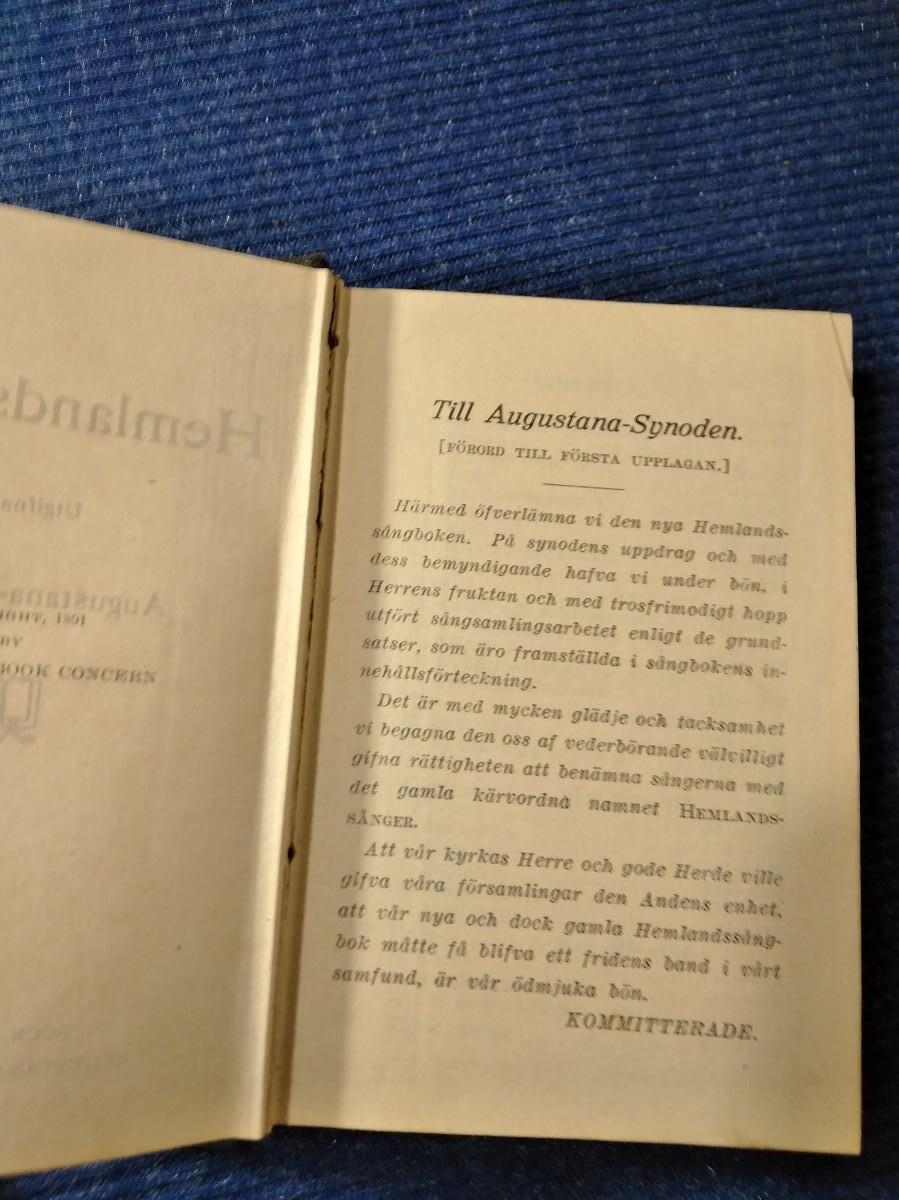 IGHT, 1891
BY
BOOK CONCERN
Till Augustana-Synoden.
[FÖRORD TILL FÖRSTA UPPLAGAN.]
Härmed öfverlämna vi den nya Hemlands-
sångboken. På synodens uppdrag och med
dess bemyndigande hafva vi under bön, i
Herrens fruktan och med trosfrimodigt hopp
utfört sångsamlingsarbetet enligt de grund-
satser, som äro framställda i sångbokens in-
nehållsförteckning.
Det är med mycken glädje och tacksamhet
vi begagna den oss af vederbörande välvilligt
gifna rättigheten att benämna sångerna med
det gamla kärvordna namnet HEMLANDS-
SÅNGER.
Att vår kyrkas Herre och gode Herde ville
gifva våra församlingar den Andens enhet,
att vår nya och dock gamla Hemlandssång-
bok måtte få blifva ett fridens band i vårt
samfund, är vår ödmjuka bön.
KOMMITTERADE.